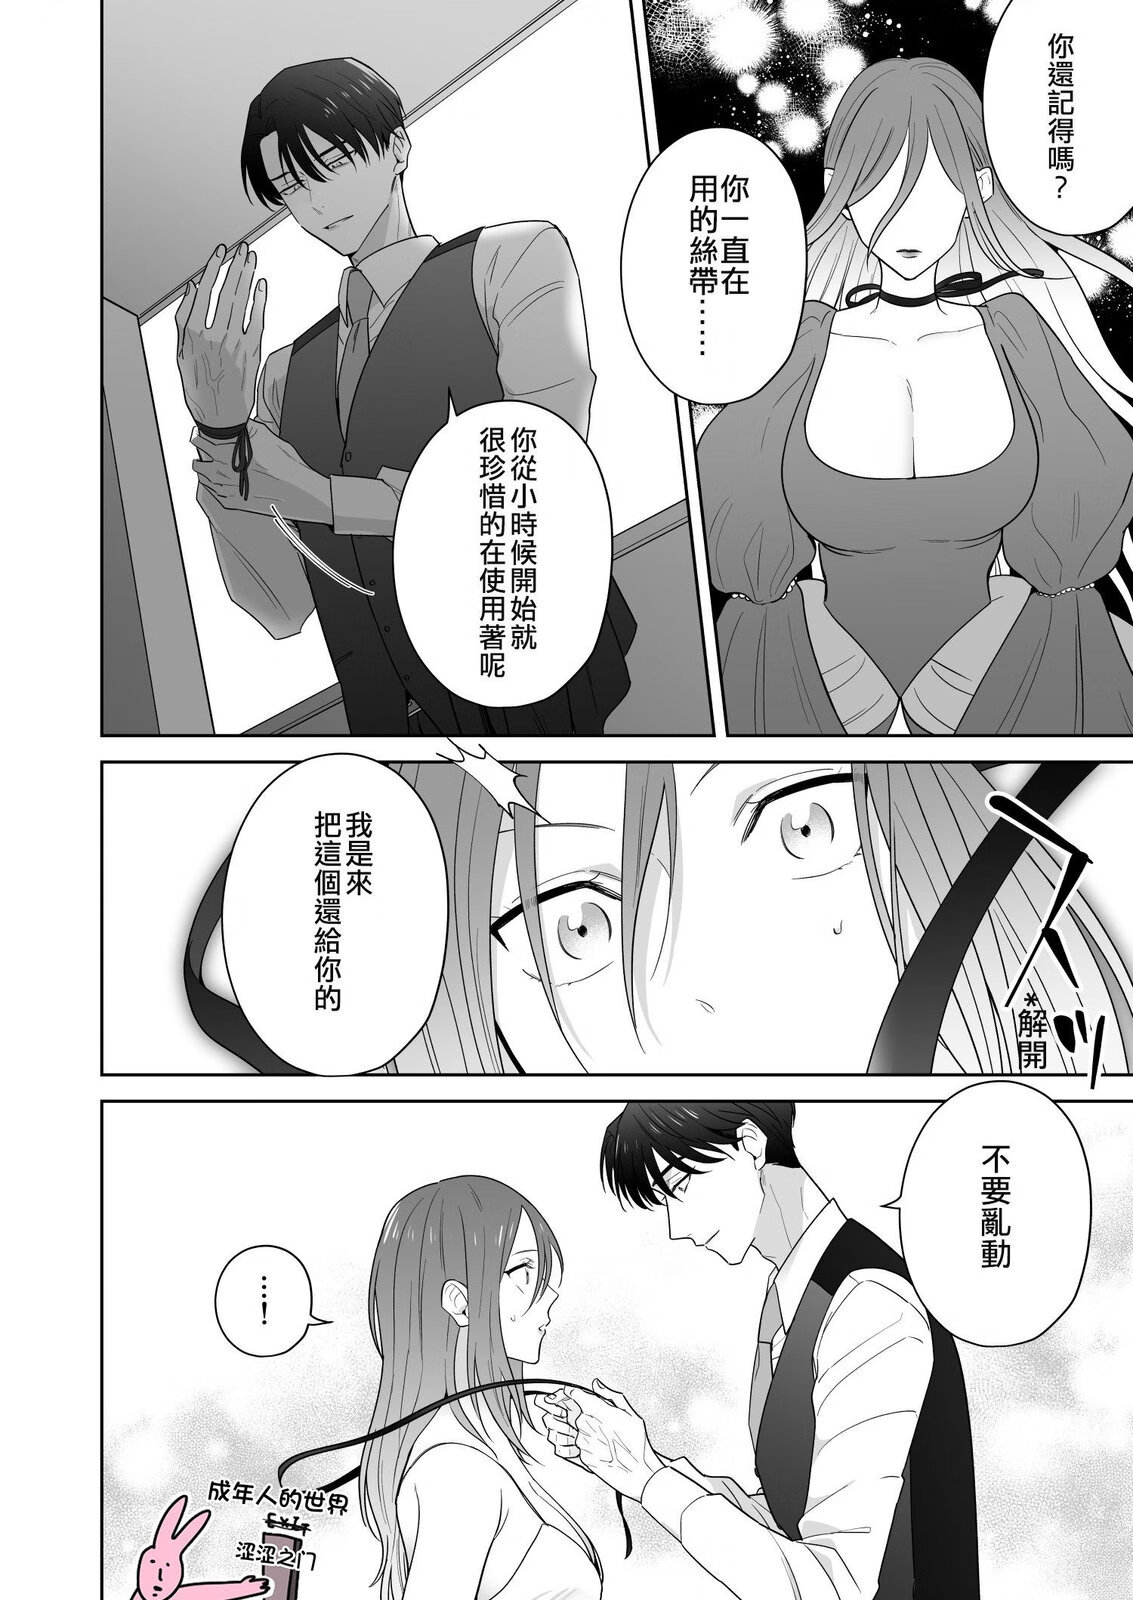 你還記得嗎？
你一直在
用的絲帶……
你從小時候開始就
很珍惜的在使用著呢
我是來
把這個還給你的
*解開
不要亂動
…！
成年人的世界
EXIT
涩涩之门